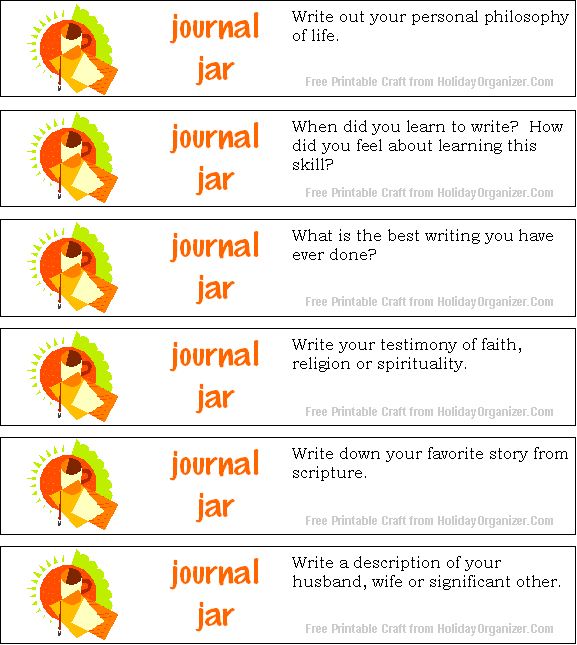 journal
jar
Write out your personal philosophy
of life.
Free Printable Craft from HolidayOrganizer.Com
journal
jar
When did you learn to write?  How
did you feel about learning this
skill?
Free Printable Craft from HolidayOrganizer.Com
journal
jar
What is the best writing you have
ever done?
Free Printable Craft from HolidayOrganizer.Com
journal
jar
Write your testimony of faith,
religion or spirituality.
Free Printable Craft from HolidayOrganizer.Com
journal
jar
Write down your favorite story from
scripture.
Free Printable Craft from HolidayOrganizer.Com
journal
jar
Write a description of your
husband, wife or significant other.
Free Printable Craft from HolidayOrganizer.Com